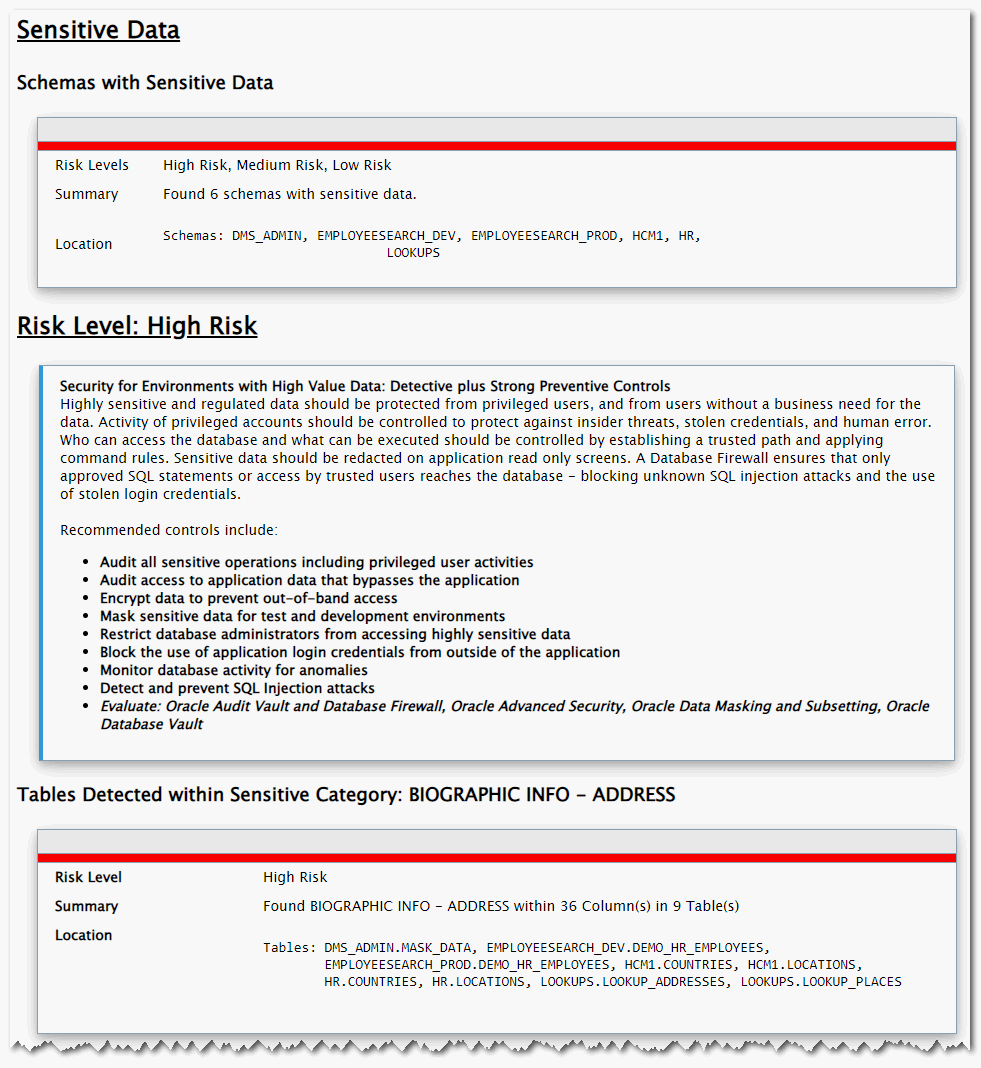 Sensitive Data
Schemas with Sensitive Data
Risk Levels High Risk, Medium Risk, Low Risk
Summary Found 6 schemas with sensitive data.
Location Schemas: DMS_ADMIN, EMPLOYEESEARCH_DEV, EMPLOYEESEARCH_PROD, HCM1, HR,
LOOKUPS
Risk Level: High Risk
Security for Environments with High Value Data: Detective plus Strong Preventive Controls
Highly sensitive and regulated data should be protected from privileged users, and from users without a business need for the
data. Activity of privileged accounts should be controlled to protect against insider threats, stolen credentials, and human error.
Who can access the database and what can be executed should be controlled by establishing a trusted path and applying
command rules. Sensitive data should be redacted on application read only screens. A Database Firewall ensures that only
approved SQL statements or access by trusted users reaches the database – blocking unknown SQL injection attacks and the use
of stolen login credentials.
Recommended controls include:
• Audit all sensitive operations including privileged user activities
• Audit access to application data that bypasses the application
• Encrypt data to prevent out-of-band access
• Mask sensitive data for test and development environments
• Restrict database administrators from accessing highly sensitive data
• Block the use of application login credentials from outside of the application
• Monitor database activity for anomalies
• Detect and prevent SQL Injection attacks
• Evaluate: Oracle Audit Vault and Database Firewall, Oracle Advanced Security, Oracle Data Masking and Subsetting, Oracle
Database Vault
Tables Detected within Sensitive Category: BIOGRAPHIC INFO - ADDRESS
Risk Level High Risk
Summary Found BIOGRAPHIC INFO - ADDRESS within 36 Column(s) in 9 Table(s)
Location
Tables: DMS_ADMIN.MASK_DATA, EMPLOYEESEARCH_DEV.DEMO_HR_EMPLOYEES,
EMPLOYEESEARCH_PROD.DEMO_HR_EMPLOYEES, HCM1.COUNTRIES, HCM1.LOCATIONS,
HR.COUNTRIES, HR.LOCATIONS, LOOKUPS.LOOKUP_ADDRESSES, LOOKUPS.LOOKUP_PLACES